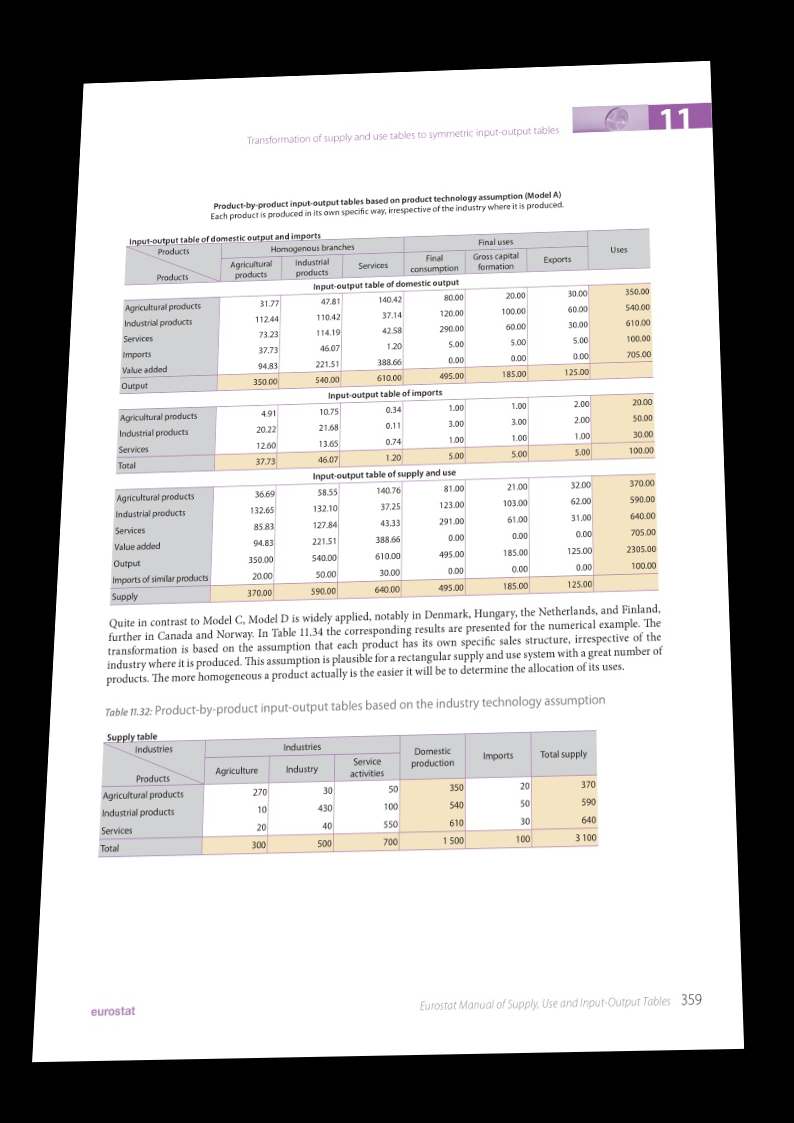 Transformation of supply and use tables to symmetric input-output tables 11
Product-by-product input-output tables based on product technology assumption (Model A)
Each product is produced in its own specific way, irrespective of the industry where it is produced.
Input-output table of domestic output and imports
Products Homogenous branches Final uses Uses
Products Agricultural products Industrial products Services Final consumption Gross capital formation Exports
Input-output table of domestic output
Agricultural products 31.77 47.81 140.42 80.00 20.00 30.00 350.00
Industrial products 112.44 110.42 37.14 120.00 100.00 60.00 540.00
Services 73.23 114.19 42.58 290.00 60.00 30.00 610.00
Imports 37.73 46.07 1.20 5.00 5.00 5.00 100.00
Value added 94.83 221.51 388.66 0.00 0.00 0.00 705.00
Output 350.00 540.00 610.00 495.00 185.00 125.00
Input-output table of imports
Agricultural products 4.91 10.75 0.34 1.00 1.00 2.00 20.00
Industrial products 20.22 21.68 0.11 3.00 3.00 2.00 50.00
Services 12.60 13.65 0.74 1.00 1.00 1.00 30.00
Total 37.73 46.07 1.20 5.00 5.00 5.00 100.00
Input-output table of supply and use
Agricultural products 36.69 58.55 140.76 81.00 21.00 32.00 370.00
Industrial products 132.65 132.10 37.25 123.00 103.00 62.00 590.00
Services 85.83 127.84 43.33 291.00 61.00 31.00 640.00
Value added 94.83 221.51 388.66 0.00 0.00 0.00 705.00
Output 350.00 540.00 610.00 495.00 185.00 125.00 2305.00
Imports of similar products 20.00 50.00 30.00 0.00 0.00 0.00 100.00
Supply 370.00 590.00 640.00 495.00 185.00 125.00
Quite in contrast to Model C, Model D is widely applied, notably in Denmark, Hungary, the Netherlands, and Finland,
further in Canada and Norway. In Table 11.34 the corresponding results are presented for the numerical example. The
transformation is based on the assumption that each product has its own specific sales structure, irrespective of the
industry where it is produced. This assumption is plausible for a rectangular supply and use system with a great number of
products. The more homogeneous a product actually is the easier it will be to determine the allocation of its uses.
Table 11.32: Product-by-product input-output tables based on the industry technology assumption
Supply table
Industries Industries Domestic production Imports Total supply
Products Agriculture Industry Service activities
Agricultural products 270 30 50 350 20 370
Industrial products 10 430 100 540 50 590
Services 20 40 550 610 30 640
Total 300 500 700 1 500 100 3 100
eurostat Eurostat Manual of Supply, Use and Input-Output Tables 359